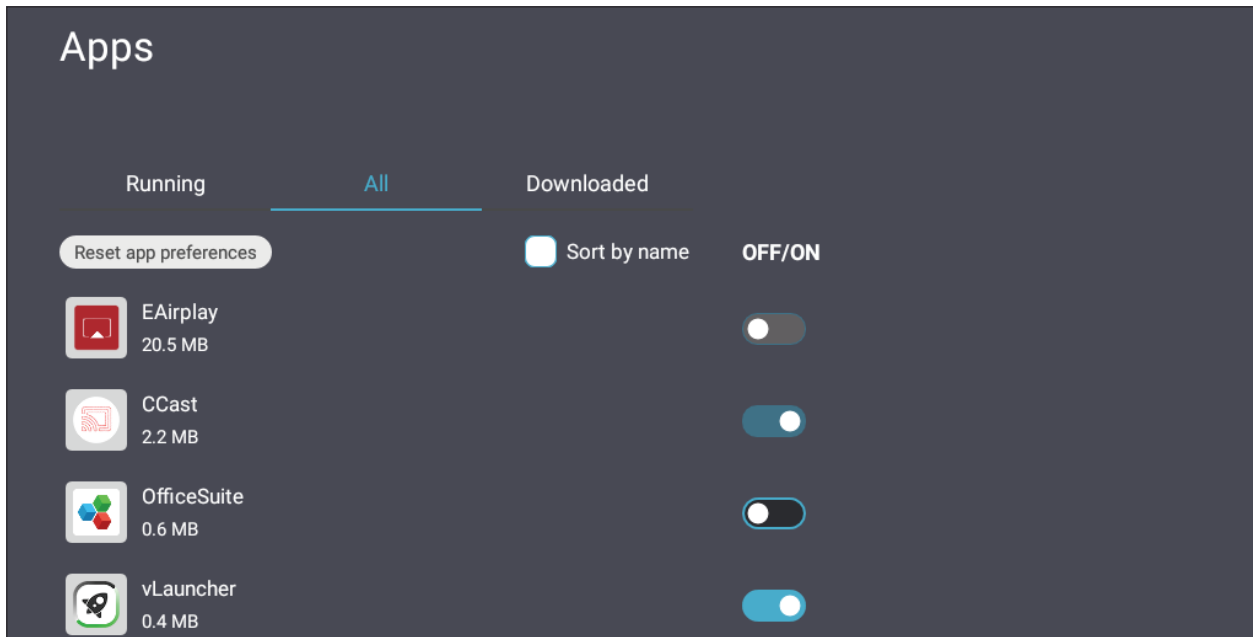 Apps
Running All Downloaded
Reset app preferences Sort by name OFF/ON
EAirplay
20.5 MB
CCast
2.2 MB
OfficeSuite
0.6 MB
vLauncher
0.4 MB